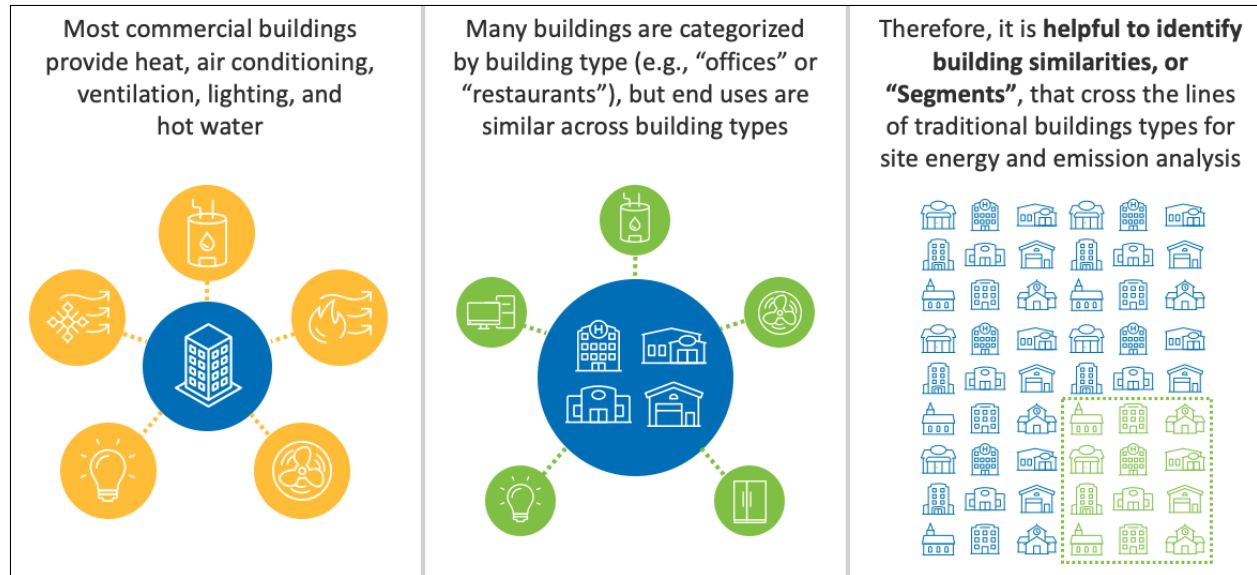 Most commercial buildings
provide heat, air conditioning,
ventilation, lighting, and
hot water
Many buildings are categorized
by building type (e.g., “offices” or
“restaurants”), but end uses are
similar across building types
Therefore, it is helpful to identify
building similarities, or
“Segments”, that cross the lines
of traditional buildings types for
site energy and emission analysis